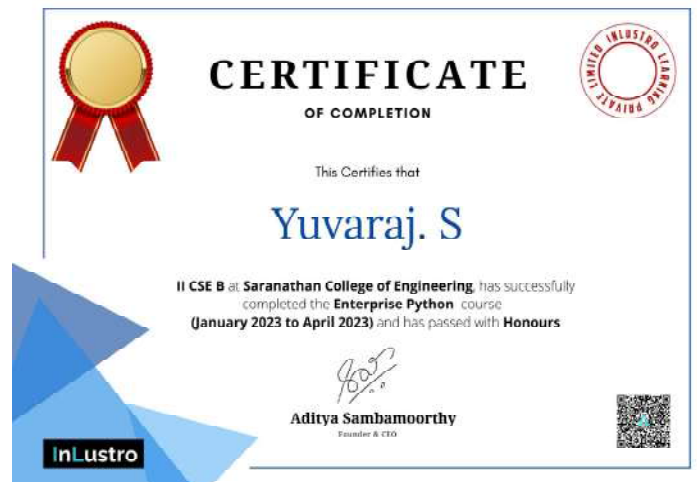 CERTIFICATE
OF COMPLETION
INLUSTRO LEARNING PRIVATE LIMITED
This Certifies that
Yuvaraj. S
II CSE B at Saranathan College of Engineering, has successfully
completed the Enterprise Python course
(January 2023 to April 2023) and has passed with Honours
Aditya Sambamoorthy
Founder & CEO
InLustro